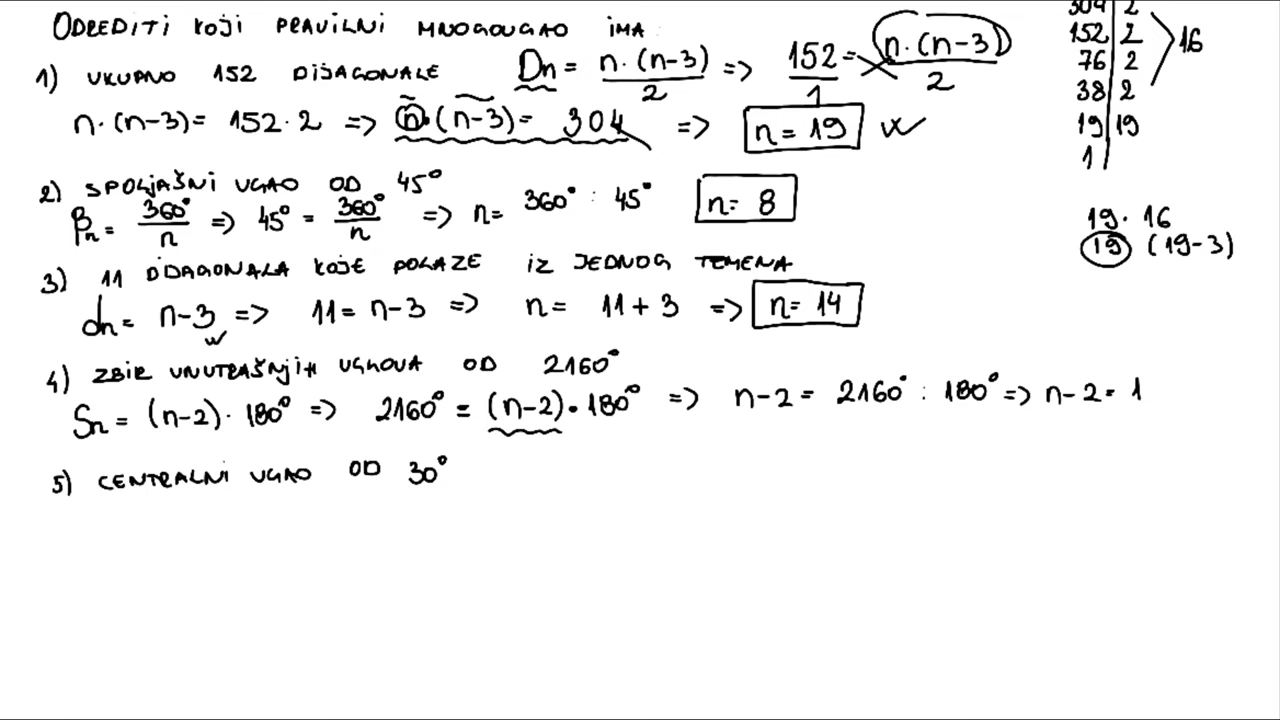 ODREDITI KOJI PRAVILNI MNOGOUGAO IMA
1) UKUPNO 152 DIJAGONALE Dn = n·(n-3)/2 => 152/1 = n·(n-3)/2
n·(n-3) = 152·2 => n·(n-3) = 304 => n = 19
2) SPOLJAŠNJI UGAO OD 45°
βn = 360°/n => 45° = 360°/n => n = 360° : 45° n = 8
3) 11 DIJAGONALA KOJE POLAZE IZ JEDNOG TEMENA
dn = n-3 => 11 = n-3 => n = 11+3 => n = 14
4) ZBIR UNUTRAŠNJIH UGLOVA OD 2160°
Sn = (n-2)·180° => 2160° = (n-2)·180° => n-2 = 2160° : 180° => n-2 = 1
5) CENTRALNI UGAO OD 30°
304 | 2
152 | 2
76 | 2
38 | 2
16
19 | 19
1 |
19·16
19 (19-3)